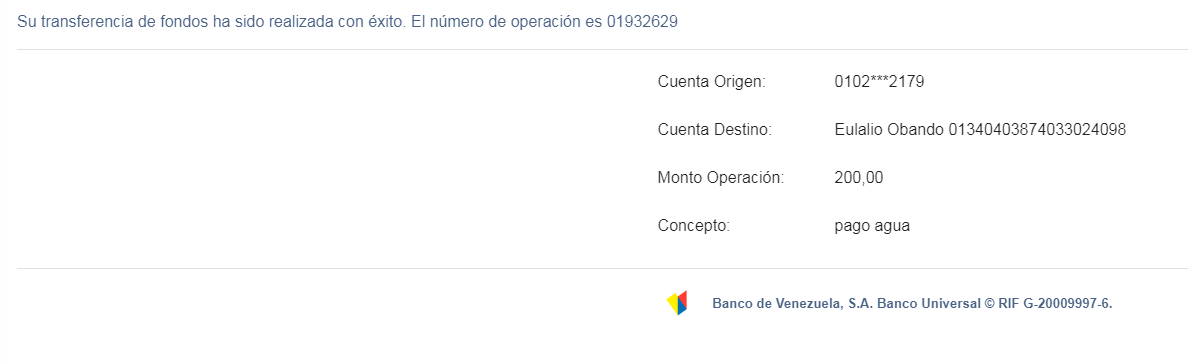 Su transferencia de fondos ha sido realizada con éxito. El número de operación es 01932629
Cuenta Origen: 0102***2179
Cuenta Destino: Eulalio Obando 01340403874033024098
Monto Operación: 200,00
Concepto: pago agua
Banco de Venezuela, S.A. Banco Universal © RIF G-20009997-6.